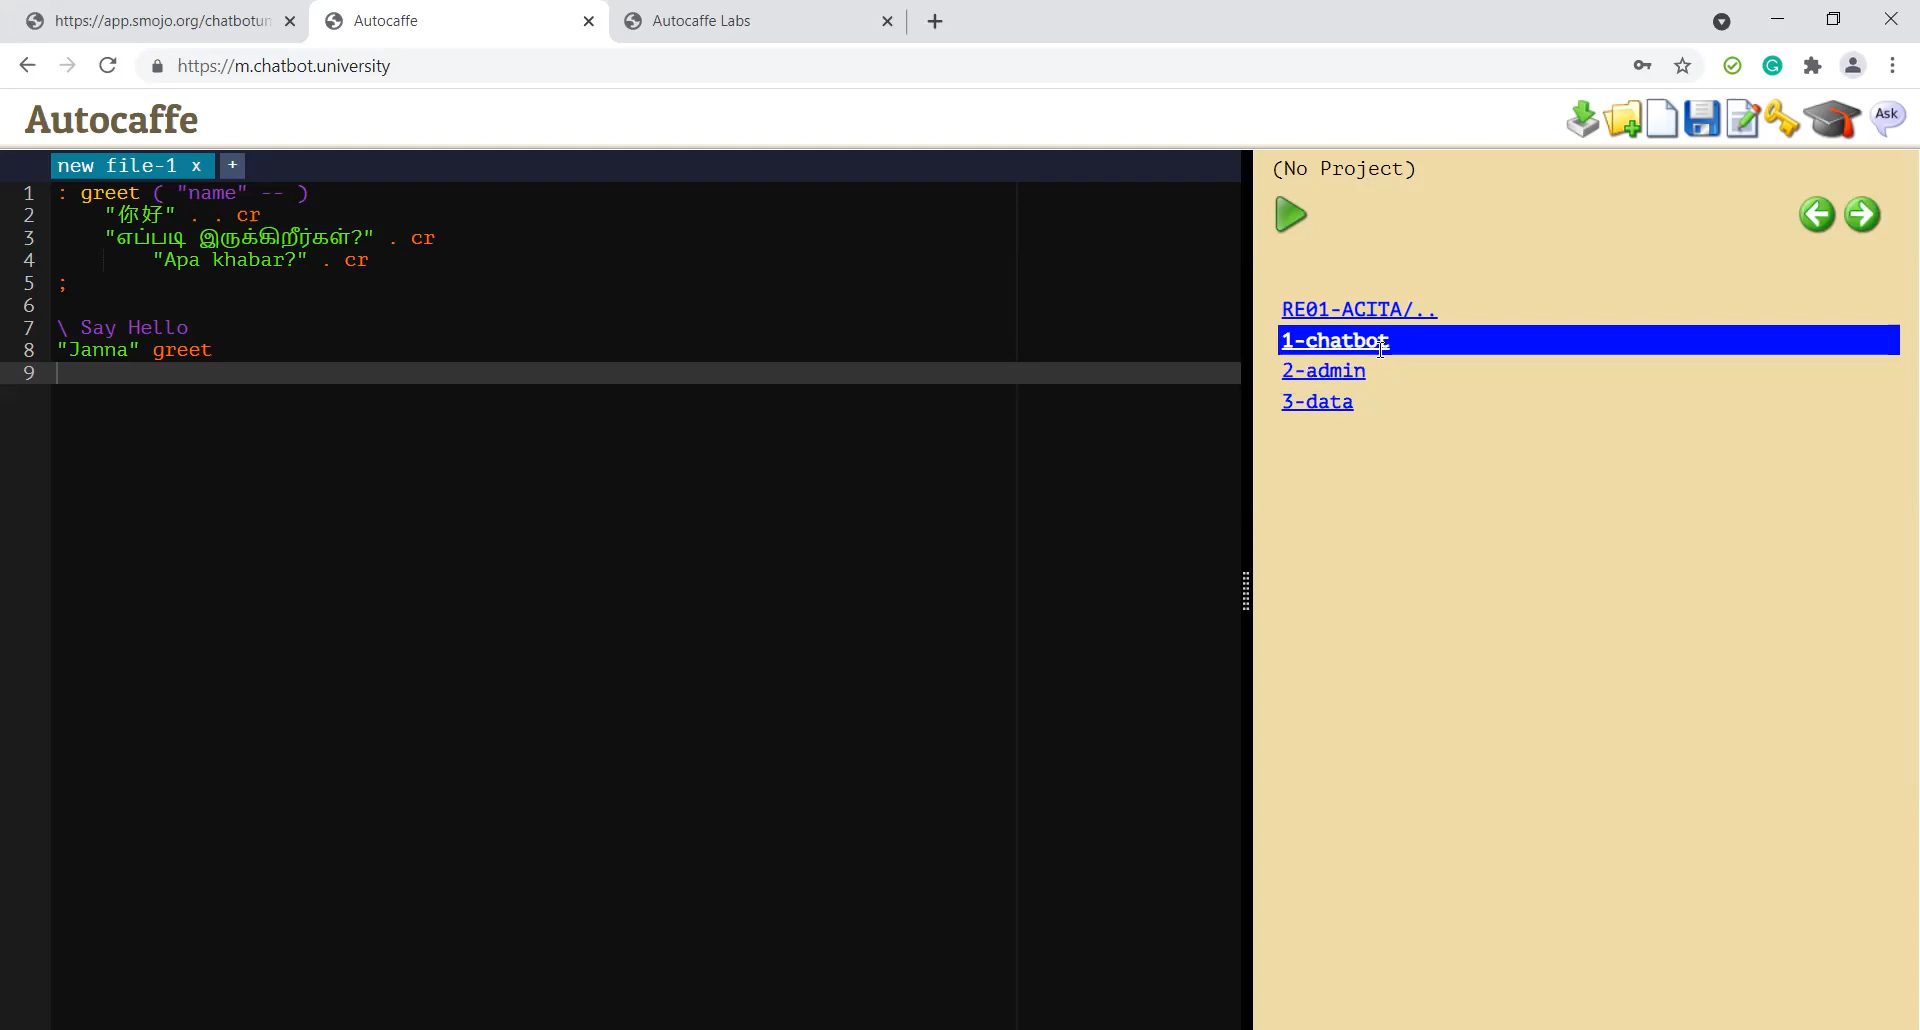 https://app.smojo.org/chatbotun
Autocaffe
Autocaffe Labs
https://m.chatbot.university
Autocaffe
Ask
new file-1 x +
1 : greet ( "name" -- )
2 "你好" . . cr
3 "எப்படி இருக்கிறீர்கள்?" . cr
4 "Apa khabar?" . cr
5 ;
6
7 \ Say Hello
8 "Janna" greet
9
(No Project)
RE01-ACITA/..
1-chatbot
2-admin
3-data